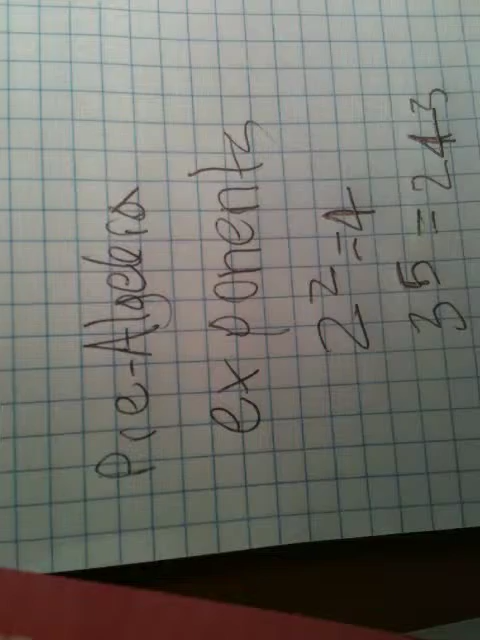 Pre-Algebra
exponents
2² = 4
3⁵ = 243